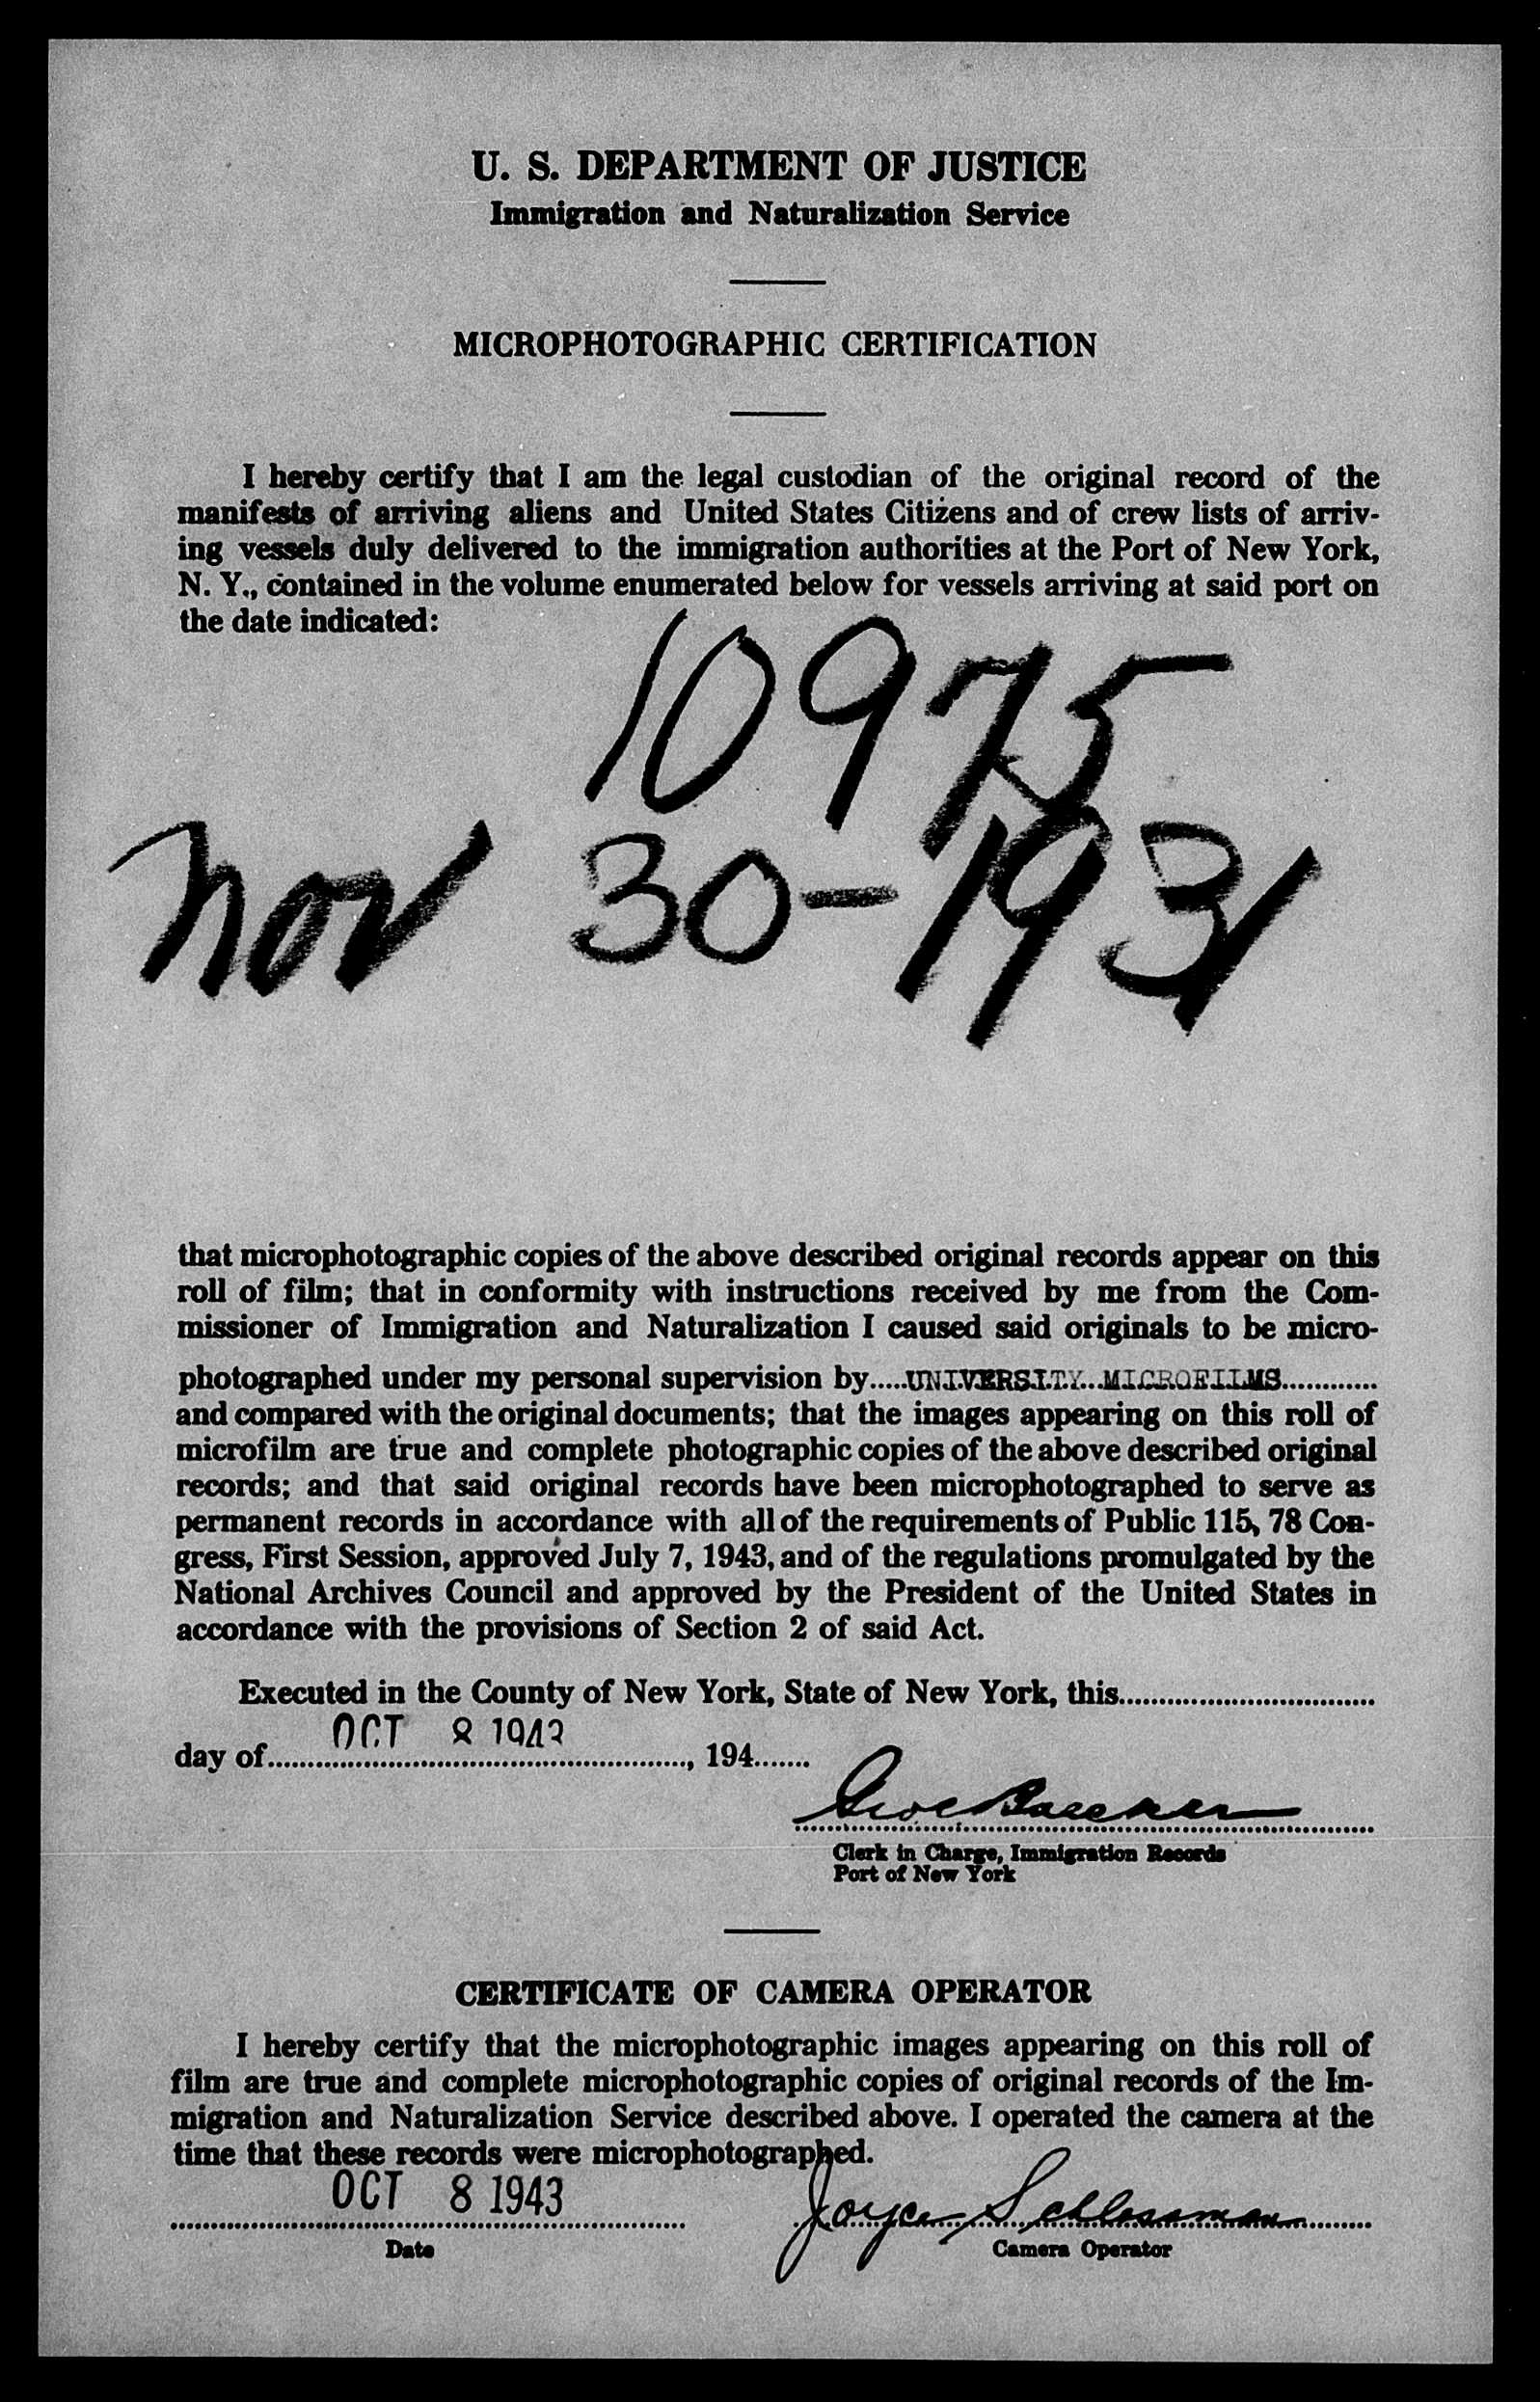 U. S. DEPARTMENT OF JUSTICE
Immigration and Naturalization Service
MICROPHOTOGRAPHIC CERTIFICATION
I hereby certify that I am the legal custodian of the original record of the
manifests of arriving aliens and United States Citizens and of crew lists of arriv-
ing vessels duly delivered to the immigration authorities at the Port of New York,
N. Y., contained in the volume enumerated below for vessels arriving at said port on
the date indicated:
10975
Nov 30-1931
that microphotographic copies of the above described original records appear on this
roll of film; that in conformity with instructions received by me from the Com-
missioner of Immigration and Naturalization I caused said originals to be micro-
photographed under my personal supervision by.....UNIVERSITY MICROFILMS............
and compared with the original documents; that the images appearing on this roll of
microfilm are true and complete photographic copies of the above described original
records; and that said original records have been microphotographed to serve as
permanent records in accordance with all of the requirements of Public 115, 78 Con-
gress, First Session, approved July 7, 1943, and of the regulations promulgated by the
National Archives Council and approved by the President of the United States in
accordance with the provisions of Section 2 of said Act.
Executed in the County of New York, State of New York, this................................
day of OCT 8 1943, 194.......
Clerk in Charge, Immigration Records
Port of New York
CERTIFICATE OF CAMERA OPERATOR
I hereby certify that the microphotographic images appearing on this roll of
film are true and complete microphotographic copies of original records of the Im-
migration and Naturalization Service described above. I operated the camera at the
time that these records were microphotographed.
OCT 8 1943 Joyce Schlossman
Date Camera Operator